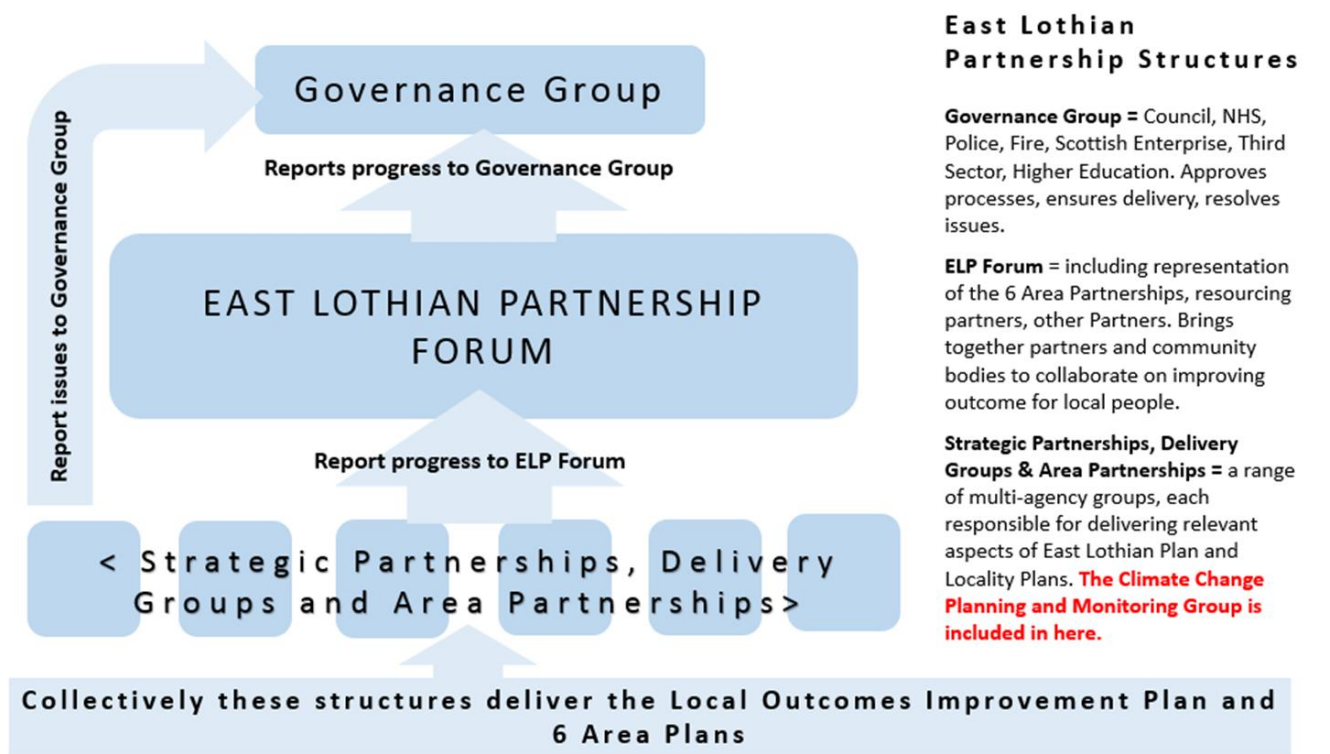 Governance Group
Reports progress to Governance Group
Report issues to Governance Group
EAST LOTHIAN PARTNERSHIP
FORUM
Report progress to ELP Forum
< Strategic Partnerships, Delivery
Groups and Area Partnerships>
Collectively these structures deliver the Local Outcomes Improvement Plan and
6 Area Plans
East Lothian
Partnership Structures
Governance Group = Council, NHS,
Police, Fire, Scottish Enterprise, Third
Sector, Higher Education. Approves
processes, ensures delivery, resolves
issues.
ELP Forum = including representation
of the 6 Area Partnerships, resourcing
partners, other Partners. Brings
together partners and community
bodies to collaborate on improving
outcome for local people.
Strategic Partnerships, Delivery
Groups & Area Partnerships = a range
of multi-agency groups, each
responsible for delivering relevant
aspects of East Lothian Plan and
Locality Plans. The Climate Change
Planning and Monitoring Group is
included in here.